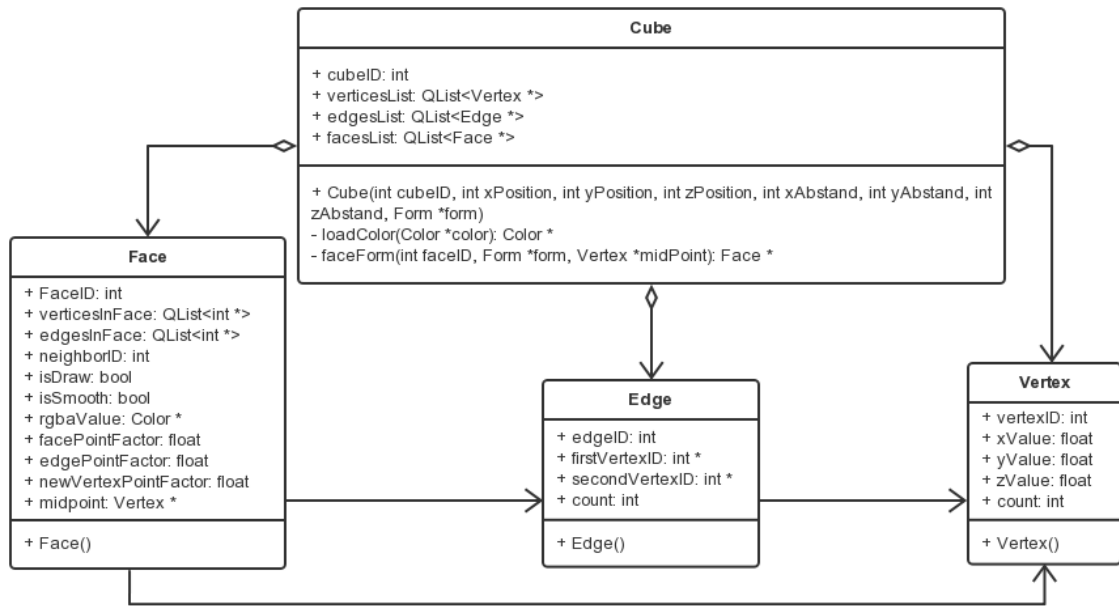 Cube
+ cubeID: int
+ verticesList: QList<Vertex *>
+ edgesList: QList<Edge *>
+ facesList: QList<Face *>
+ Cube(int cubeID, int xPosition, int yPosition, int zPosition, int xAbstand, int yAbstand, int
zAbstand, Form *form)
- loadColor(Color *color): Color *
- faceForm(int faceID, Form *form, Vertex *midPoint): Face *
Face
+ FaceID: int
+ verticesInFace: QList<int *>
+ edgesInFace: QList<int *>
+ neighborID: int
+ isDraw: bool
+ isSmooth: bool
+ rgbaValue: Color *
+ facePointFactor: float
+ edgePointFactor: float
+ newVertexPointFactor: float
+ midpoint: Vertex *
+ Face()
Edge
+ edgeID: int
+ firstVertexID: int *
+ secondVertexID: int *
+ count: int
+ Edge()
Vertex
+ vertexID: int
+ xValue: float
+ yValue: float
+ zValue: float
+ count: int
+ Vertex()